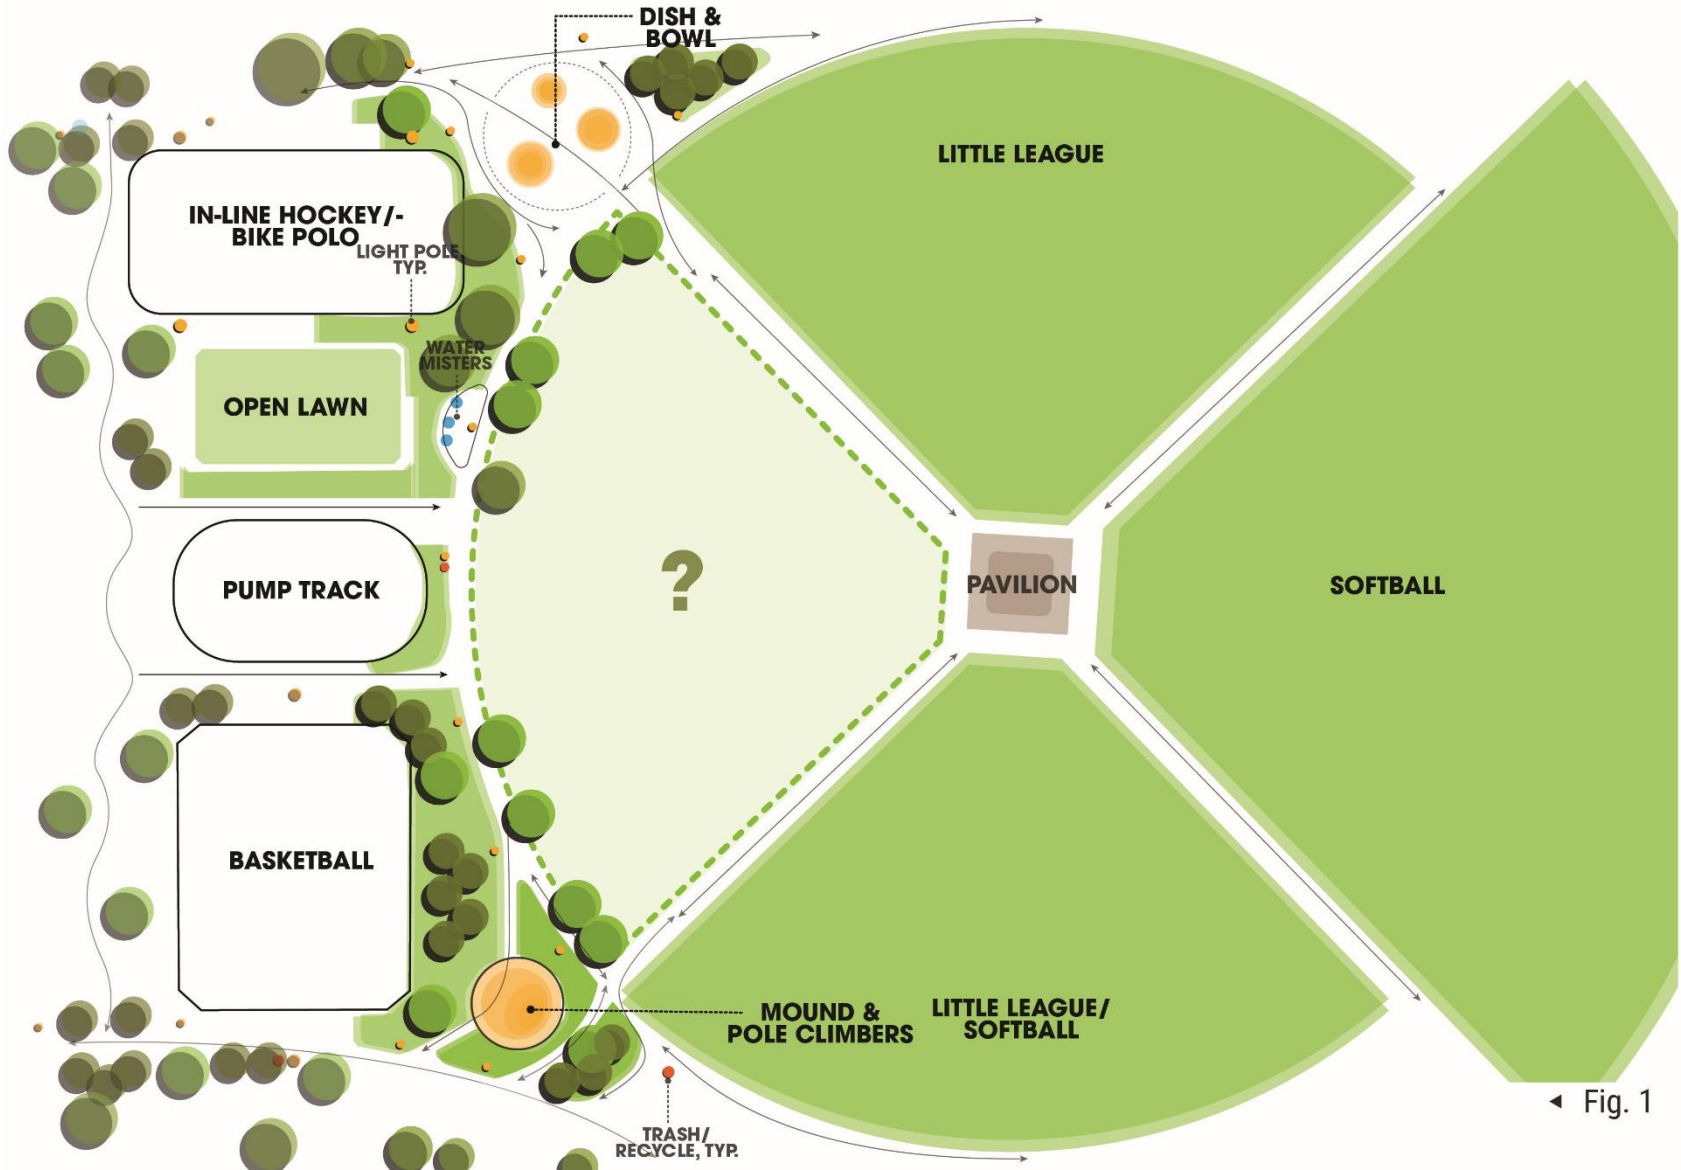 DISH &
BOWL
LITTLE LEAGUE
IN-LINE HOCKEY/-
BIKE POLO
LIGHT POLE,
TYP.
WATER
MISTERS
OPEN LAWN
?
PUMP TRACK
PAVILION
SOFTBALL
BASKETBALL
MOUND &
POLE CLIMBERS
LITTLE LEAGUE/
SOFTBALL
◄ Fig. 1
TRASH/
RECYCLE, TYP.